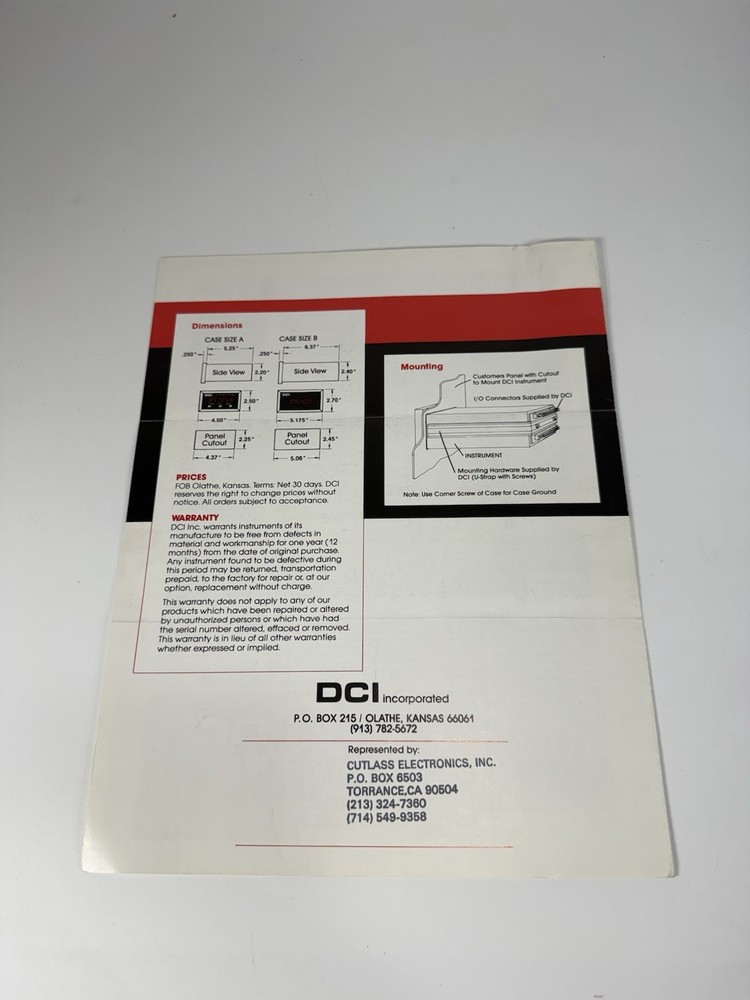 Dimensions
CASE SIZE A
5.25"
.250"
Side View
2.20"
2.50"
4.50"
Panel
Cutout
2.25"
4.37"
CASE SIZE B
6.37"
.250"
Side View
2.40"
2.70"
5.175"
Panel
Cutout
2.45"
5.06"
PRICES
FOB Olathe, Kansas. Terms: Net 30 days. DCI
reserves the right to change prices without
notice. All orders subject to acceptance.
WARRANTY
DCI Inc. warrants instruments of its
manufacture to be free from defects in
material and workmanship for one year (12
months) from the date of original purchase.
Any instrument found to be defective during
this period may be returned, transportation
prepaid, to the factory for repair or, at our
option, replacement without charge.
This warranty does not apply to any of our
products which have been repaired or altered
by unauthorized persons or which have had
the serial number altered, effaced or removed.
This warranty is in lieu of all other warranties
whether expressed or implied.
Mounting
Customers Panel with Cutout
to Mount DCI Instrument
I/O Connectors Supplied by DCI
INSTRUMENT
Mounting Hardware Supplied by
DCI (U-Strap with Screws)
Note: Use Corner Screw of Case for Case Ground
DCI incorporated
P.O. BOX 215 / OLATHE, KANSAS 66061
(913) 782-5672
Represented by:
CUTLASS ELECTRONICS, INC.
P.O. BOX 6503
TORRANCE,CA 90504
(213) 324-7360
(714) 549-9358